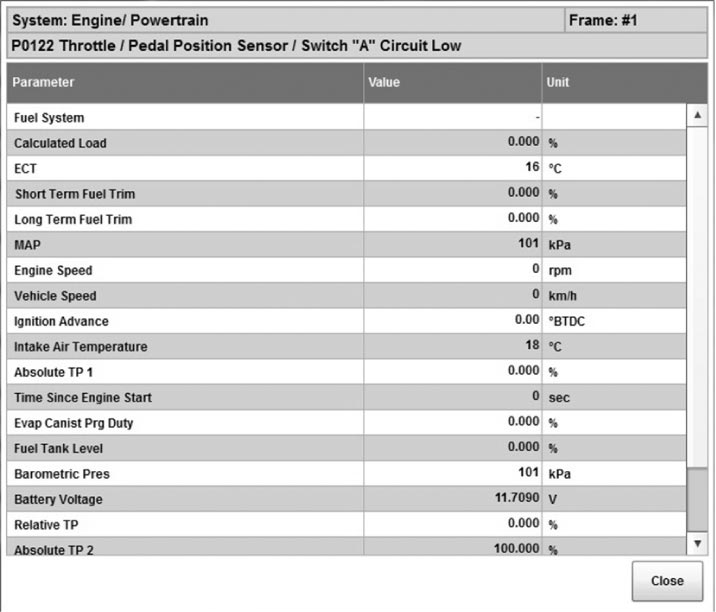 System: Engine/ Powertrain Frame: #1
P0122 Throttle / Pedal Position Sensor / Switch "A" Circuit Low
Parameter Value Unit
Fuel System -
Calculated Load 0.000 %
ECT 16 °C
Short Term Fuel Trim 0.000 %
Long Term Fuel Trim 0.000 %
MAP 101 kPa
Engine Speed 0 rpm
Vehicle Speed 0 km/h
Ignition Advance 0.00 °BTDC
Intake Air Temperature 18 °C
Absolute TP 1 0.000 %
Time Since Engine Start 0 sec
Evap Canist Prg Duty 0.000 %
Fuel Tank Level 0.000 %
Barometric Pres 101 kPa
Battery Voltage 11.7090 V
Relative TP 0.000 %
Absolute TP 2 100.000 %
Close